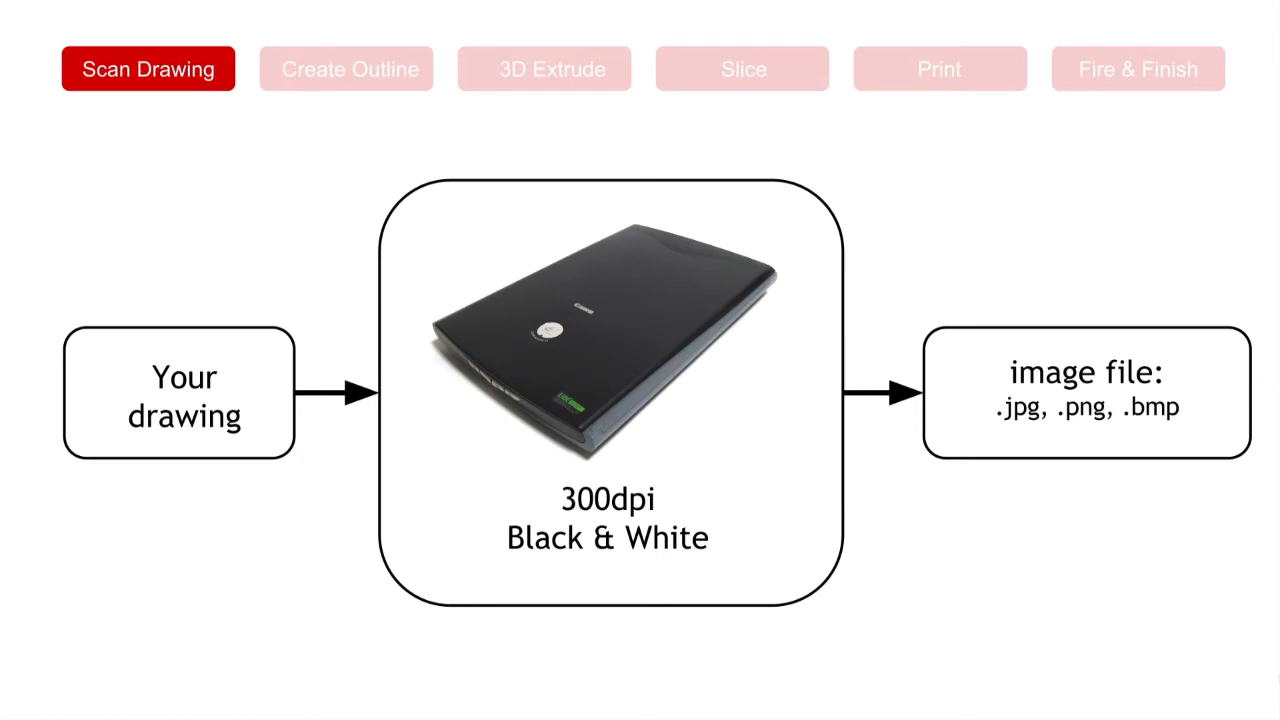 Scan Drawing
Create Outline
3D Extrude
Slice
Print
Fire & Finish
Your
drawing
Canon
300dpi
Black & White
image file:
.jpg, .png, .bmp